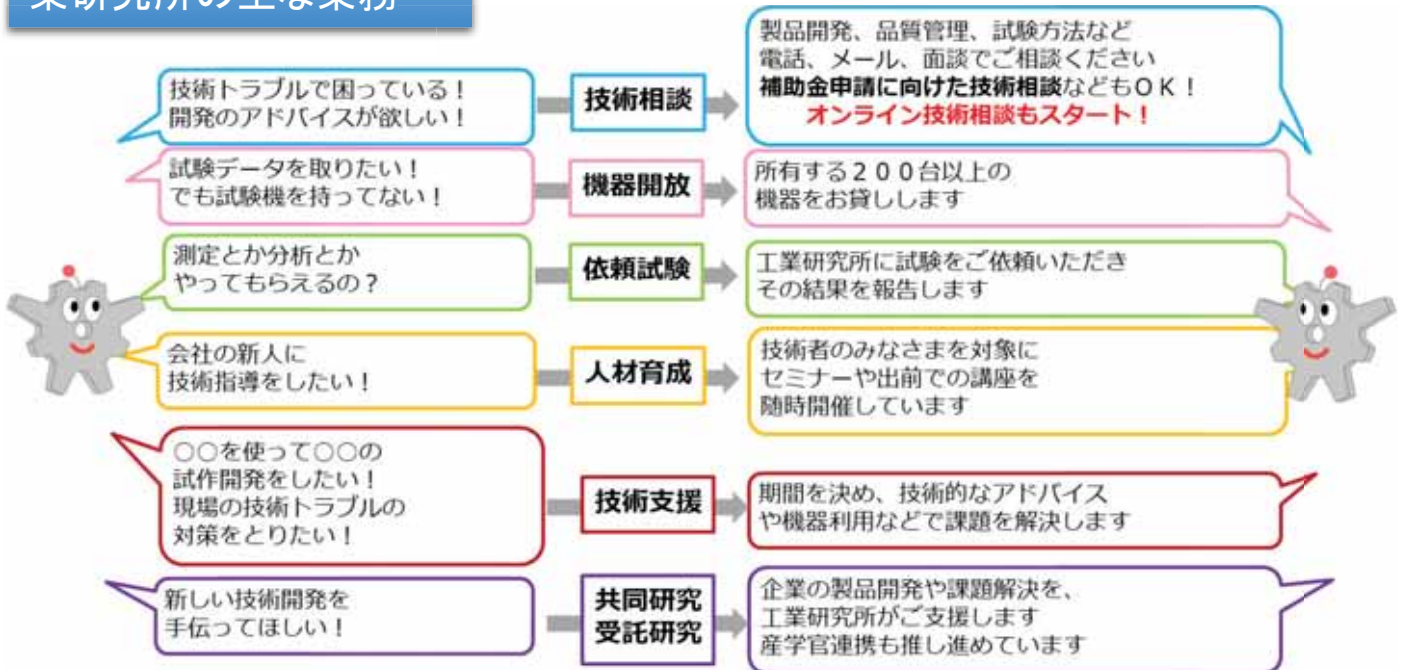 業研究所の主な業務
技術トラブルで困っている！
開発のアドバイスが欲しい！
技術相談
製品開発、品質管理、試験方法など
電話、メール、面談でご相談ください
補助金申請に向けた技術相談などもＯＫ！
オンライン技術相談もスタート！
試験データを取りたい！
でも試験機を持ってない！
機器開放
所有する２００台以上の
機器をお貸しします
測定とか分析とか
やってもらえるの？
依頼試験
工業研究所に試験をご依頼いただき
その結果を報告します
会社の新人に
技術指導をしたい！
人材育成
技術者のみなさまを対象に
セミナーや出前での講座を
随時開催しています
○○を使って○○の
試作開発をしたい！
現場の技術トラブルの
対策をとりたい！
技術支援
期間を決め、技術的なアドバイス
や機器利用などで課題を解決します
新しい技術開発を
手伝ってほしい！
共同研究
受託研究
企業の製品開発や課題解決を、
工業研究所がご支援します
産学官連携も推し進めています